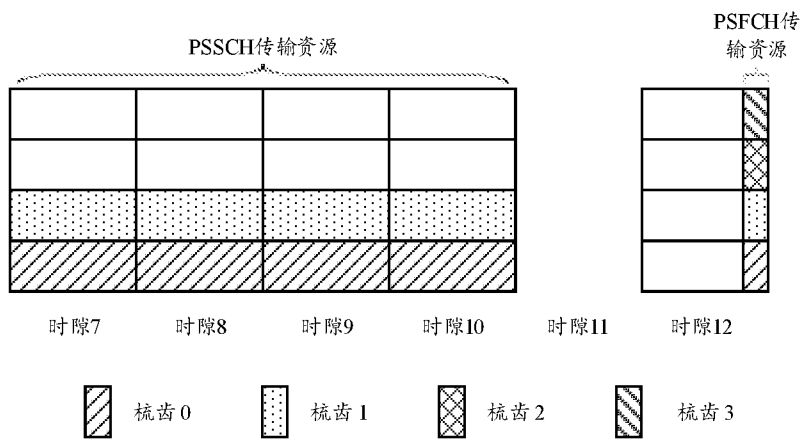 PSSCH传输资源
PSFCH传
输资源
时隙7 时隙8 时隙9 时隙10 时隙11 时隙12
梳齿0 梳齿1 梳齿2 梳齿3